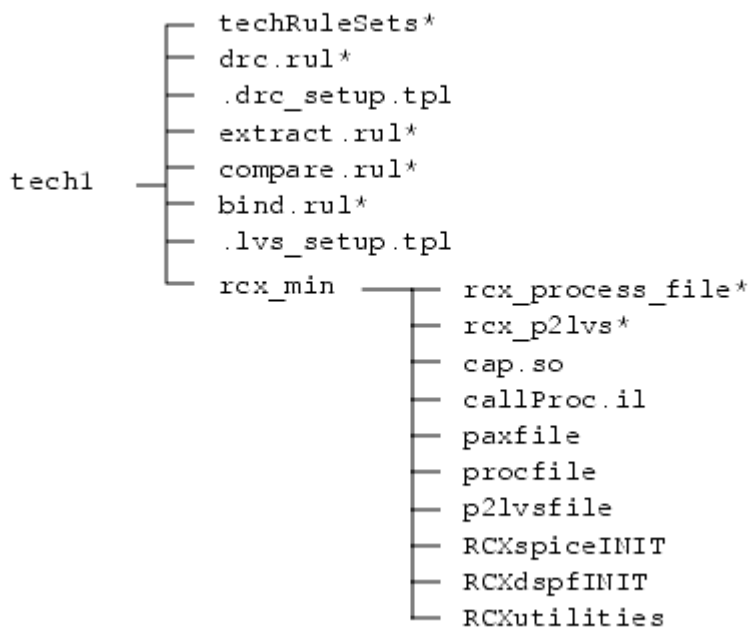 techRuleSets*
drc.rul*
.drc_setup.tpl
extract.rul*
compare.rul*
tech1
bind.rul*
.lvs_setup.tpl
rcx_min
rcx_process_file*
rcx_p2lvs*
cap.so
callProc.il
paxfile
procfile
p2lvsfile
RCXspiceINIT
RCXdspfINIT
RCXutilities